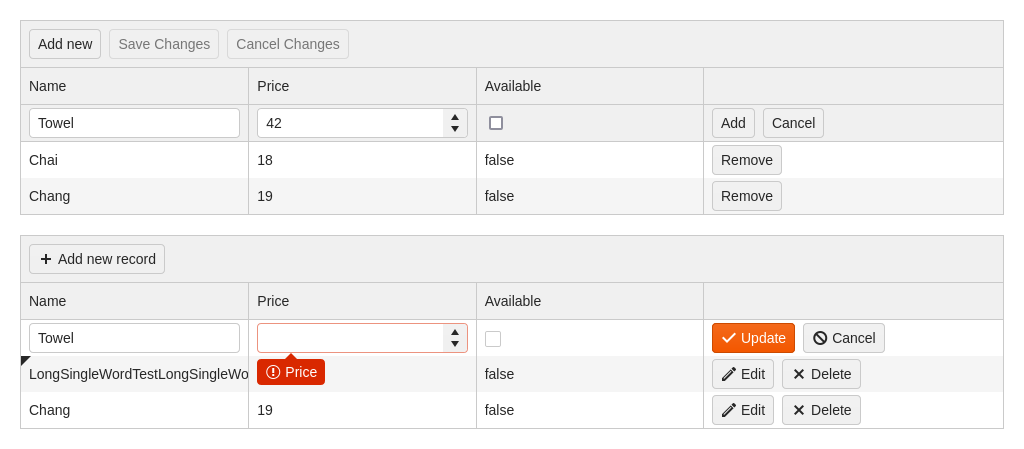 Add new Save Changes Cancel Changes
Name Price Available
Towel 42 Add Cancel
Chai 18 false Remove
Chang 19 false Remove
Add new record
Name Price Available
Towel Update Cancel
LongSingleWordTestLongSingleWo Price false Edit Delete
Chang 19 false Edit Delete